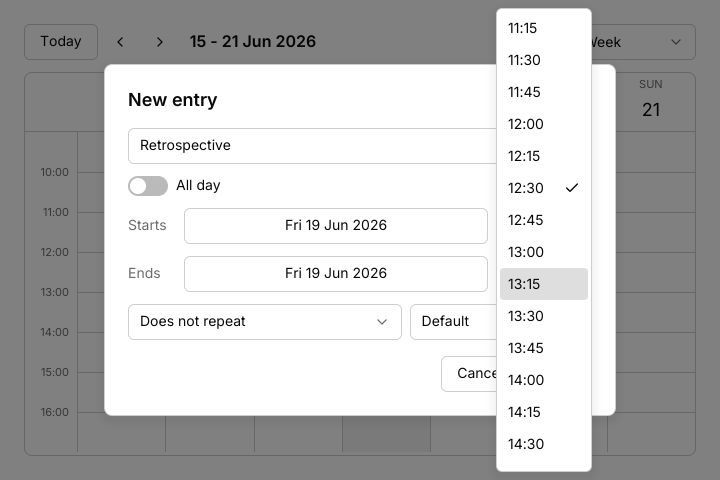 Today
15 - 21 Jun 2026
Week
SUN
21
10:00
11:00
12:00
13:00
14:00
15:00
16:00
New entry
Retrospective
All day
Starts
Fri 19 Jun 2026
Ends
Fri 19 Jun 2026
Does not repeat
Default
11:15
11:30
11:45
12:00
12:15
12:30
12:45
13:00
13:15
13:30
13:45
14:00
14:15
14:30